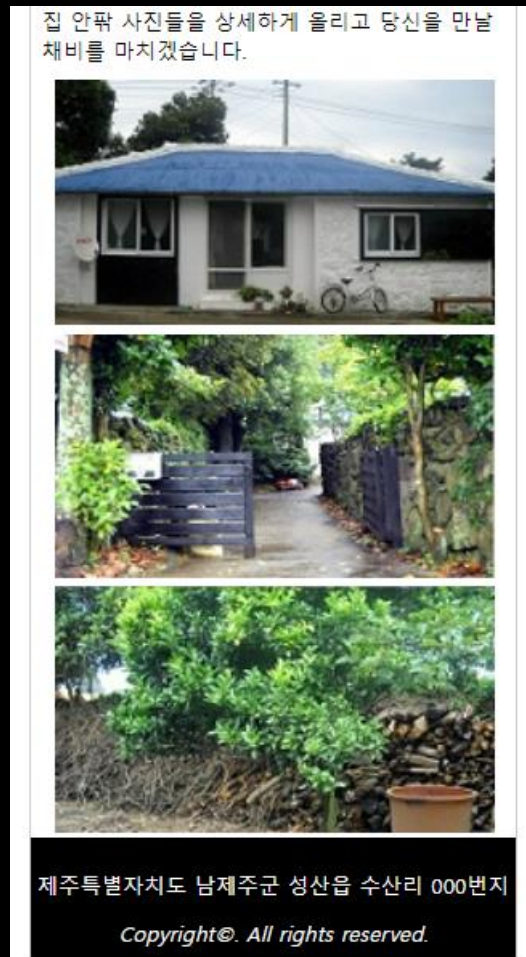 집 안팎 사진들을 상세하게 올리고 당신을 만날
채비를 마치겠습니다.
제주특별자치도 남제주군 성산읍 수산리 000번지
Copyright©. All rights reserved.